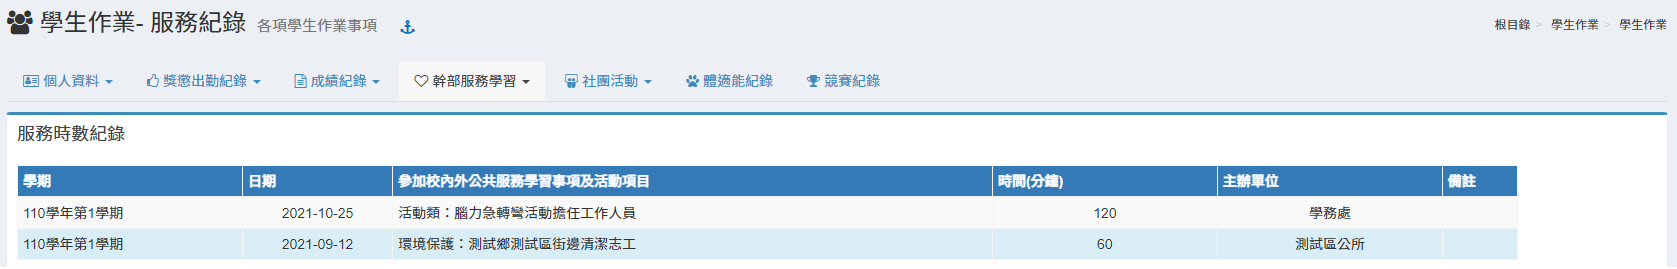 學生作業- 服務紀錄 各項學生作業事項
根目錄 > 學生作業 > 學生作業
個人資料 獎懲出勤紀錄 成績紀錄 幹部服務學習 社團活動 體適能紀錄 競賽紀錄
服務時數紀錄
學期 日期 參加校內外公共服務學習事項及活動項目 時間(分鐘) 主辦單位 備註
110學年第1學期 2021-10-25 活動類：腦力急轉彎活動擔任工作人員 120 學務處
110學年第1學期 2021-09-12 環境保護：測試鄉測試區街邊清潔志工 60 測試區公所